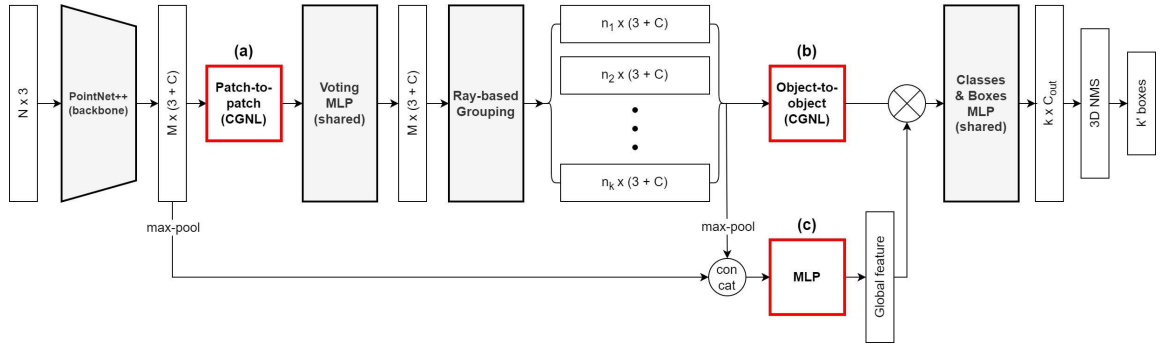 N x 3
PointNet++
(backbone)
M x (3 + C)
(a)
Patch-to-
patch
(CGNL)
Voting
MLP
(shared)
M x (3 + C)
Ray-based
Grouping
n1 x (3 + C)
n2 x (3 + C)
nk x (3 + C)
(b)
Object-to-
object
(CGNL)
Classes
& Boxes
MLP
(shared)
k x Cout
3D NMS
k' boxes
max-pool
max-pool
con
cat
(c)
MLP
Global feature